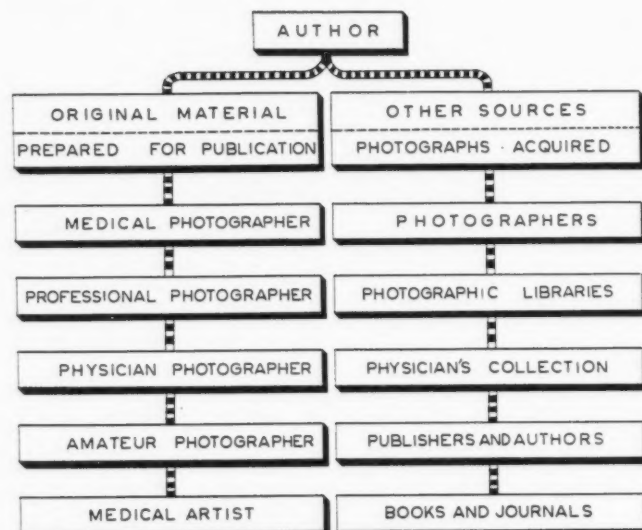 AUTHOR
ORIGINAL MATERIAL
PREPARED FOR PUBLICATION
MEDICAL PHOTOGRAPHER
PROFESSIONAL PHOTOGRAPHER
PHYSICIAN PHOTOGRAPHER
AMATEUR PHOTOGRAPHER
MEDICAL ARTIST
OTHER SOURCES
PHOTOGRAPHS · ACQUIRED
PHOTOGRAPHERS
PHOTOGRAPHIC LIBRARIES
PHYSICIAN'S COLLECTION
PUBLISHERS AND AUTHORS
BOOKS AND JOURNALS